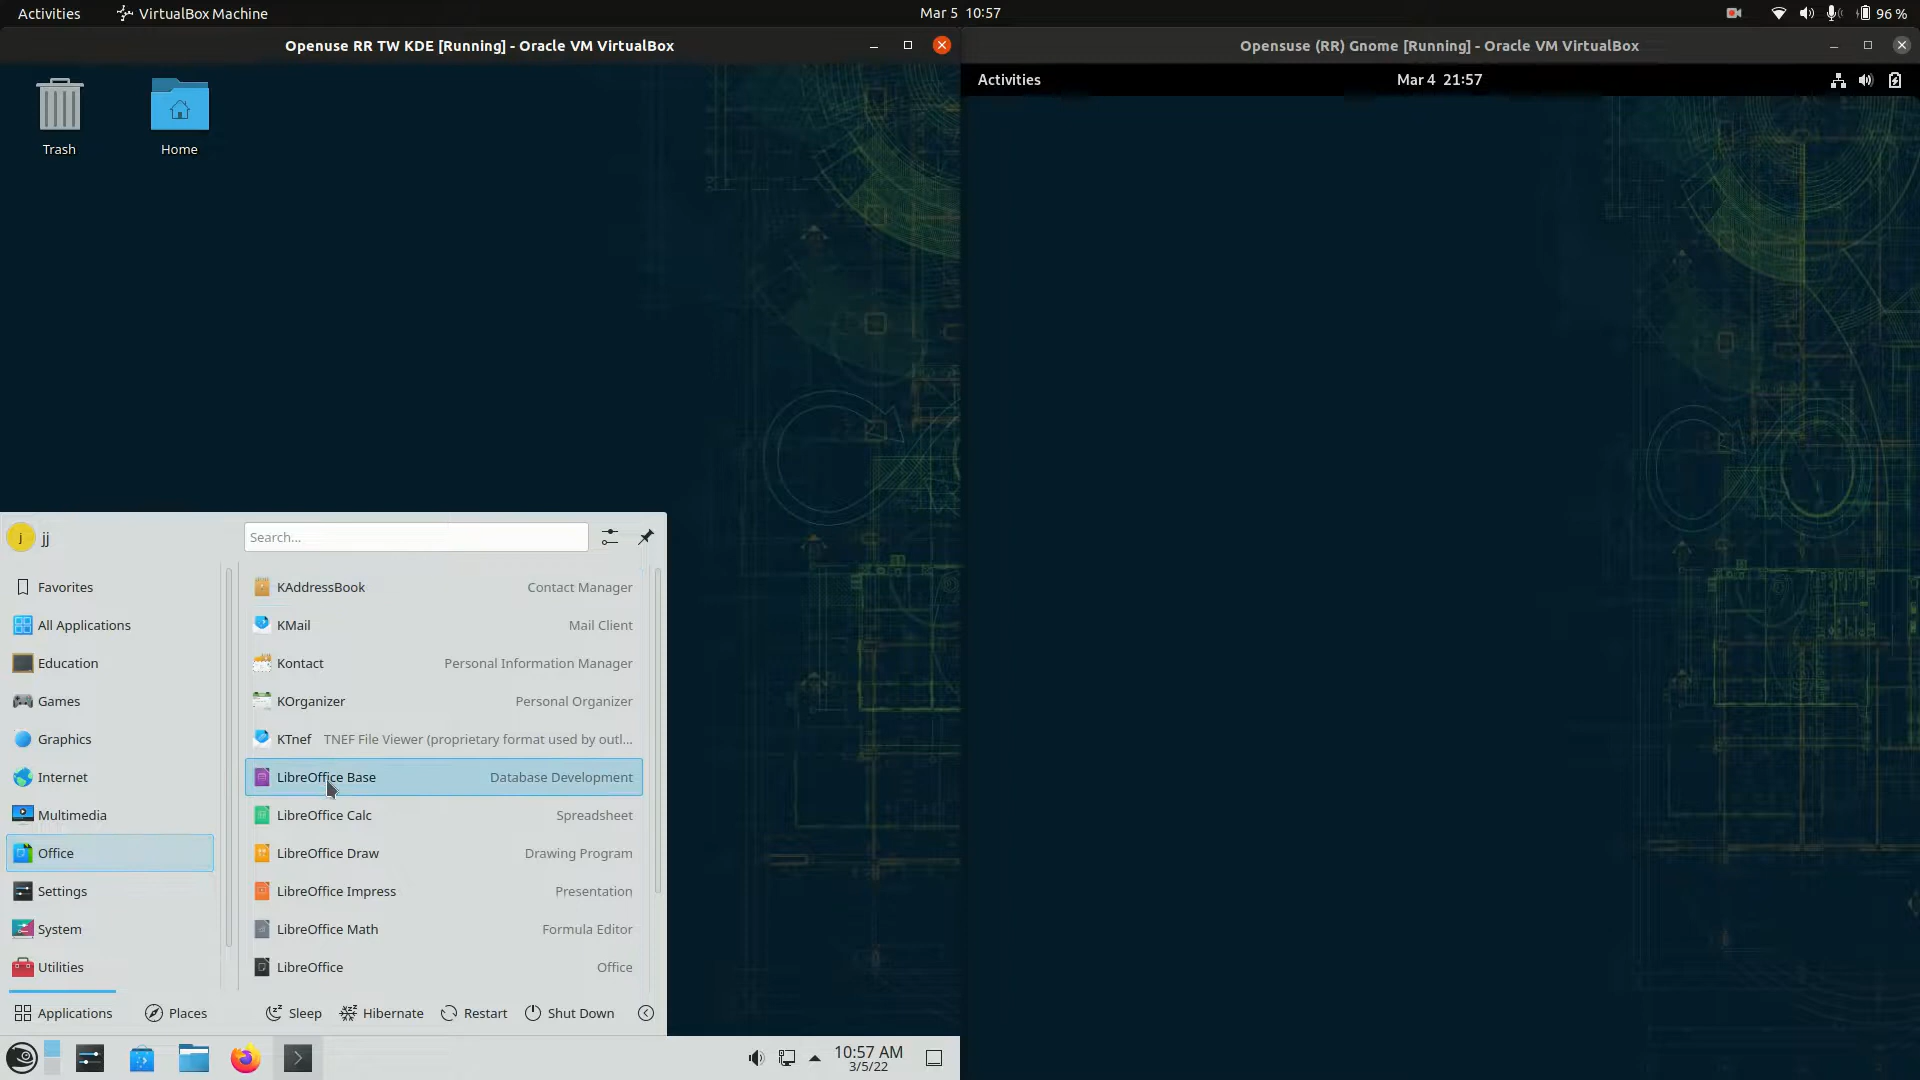 Activities VirtualBox Machine Mar 5 10:57 96 %
Openuse RR TW KDE [Running] - Oracle VM VirtualBox
Trash
Home
j jj
Search...
Favorites
All Applications
Education
Games
Graphics
Internet
Multimedia
Office
Settings
System
Utilities
KAddressBook Contact Manager
KMail Mail Client
Kontact Personal Information Manager
KOrganizer Personal Organizer
KTnef TNEF File Viewer (proprietary format used by outl...
LibreOffice Base Database Development
LibreOffice Calc Spreadsheet
LibreOffice Draw Drawing Program
LibreOffice Impress Presentation
LibreOffice Math Formula Editor
LibreOffice Office
Applications Places Sleep Hibernate Restart Shut Down
10:57 AM
3/5/22
Opensuse (RR) Gnome [Running] - Oracle VM VirtualBox
Activities Mar 4 21:57